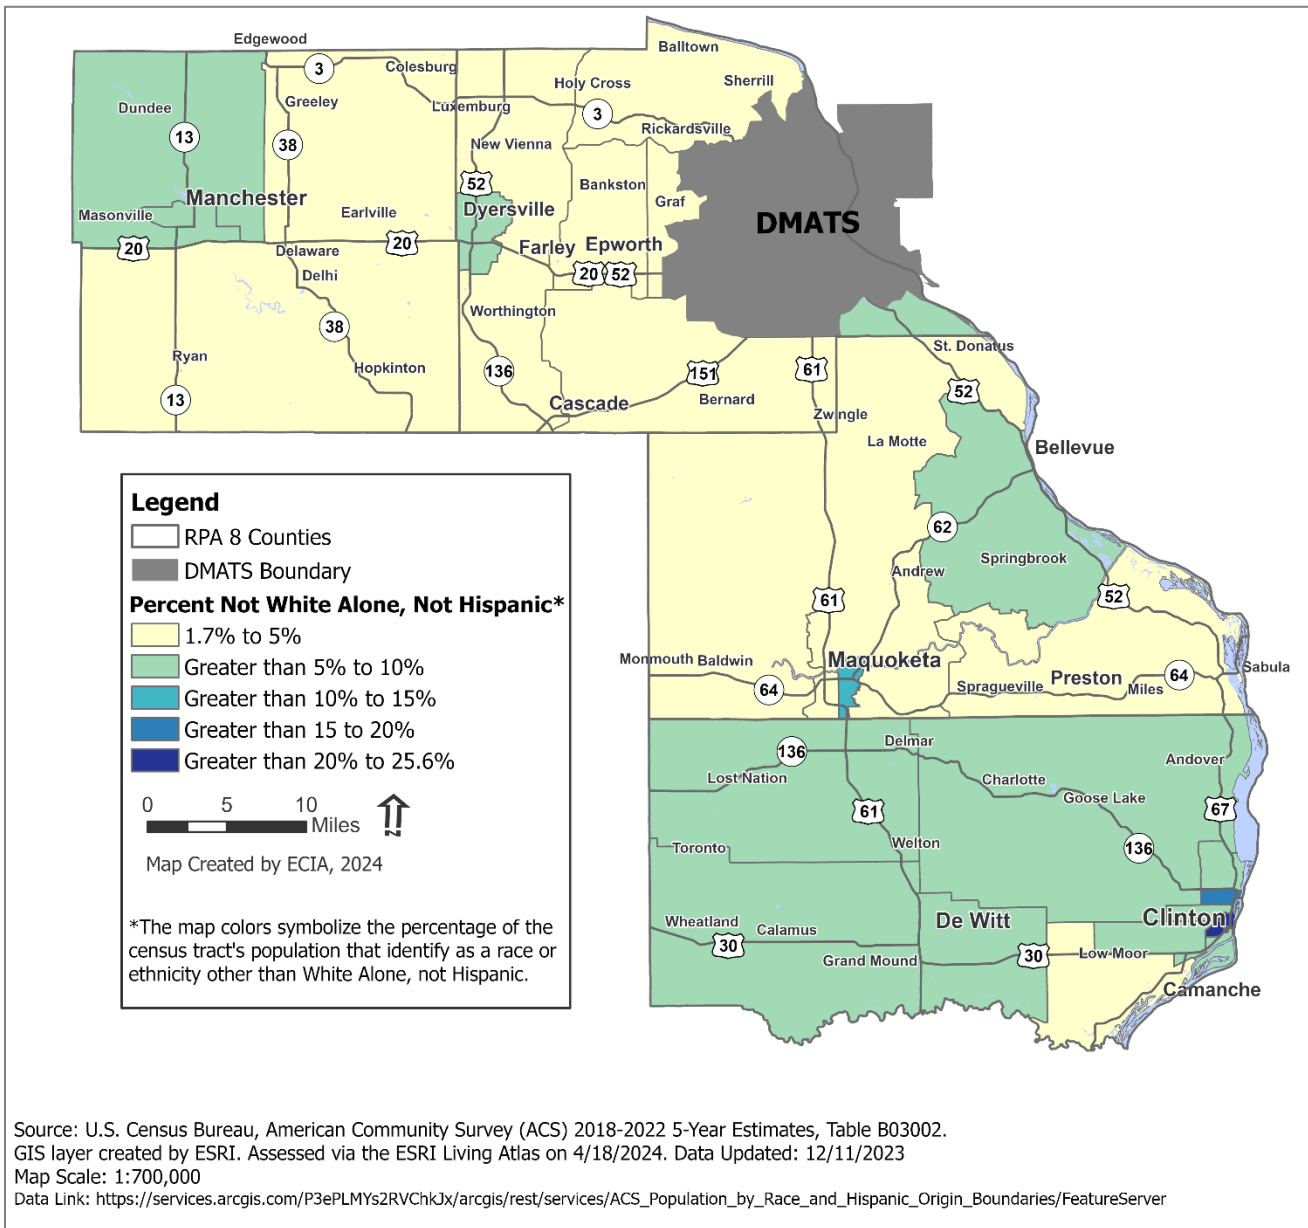 Edgewood
Balltown
3
Colesburg
Holy Cross
Sherrill
Dundee
Greeley
Luxemburg
3
Rickardsville
13
38
New Vienna
52
Bankston
Manchester
Dyersville
Graf
Masonville
Earlville
DMATS
20
Delaware
20
Farley
Epworth
Delhi
20
52
Worthington
38
St. Donatus
Ryan
Hopkinton
136
151
61
52
13
Cascade
Bernard
Zwingle
La Motte
Bellevue
Legend
RPA 8 Counties
DMATS Boundary
Percent Not White Alone, Not Hispanic*
1.7% to 5%
Greater than 5% to 10%
Greater than 10% to 15%
Greater than 15 to 20%
Greater than 20% to 25.6%
0 5 10
Miles
N
Map Created by ECIA, 2024
*The map colors symbolize the percentage of the
census tract's population that identify as a race or
ethnicity other than White Alone, not Hispanic.
62
Springbrook
Andrew
61
52
Monmouth
Baldwin
Maquoketa
64
Spragueville
Preston
Miles
64
Sabula
136
Delmar
Lost Nation
Charlotte
Andover
61
Goose Lake
67
Toronto
Welton
136
Wheatland
Calamus
De Witt
Clinton
30
Grand Mound
30
Low Moor
Camanche
Source: U.S. Census Bureau, American Community Survey (ACS) 2018-2022 5-Year Estimates, Table B03002.
GIS layer created by ESRI. Assessed via the ESRI Living Atlas on 4/18/2024. Data Updated: 12/11/2023
Map Scale: 1:700,000
Data Link: https://services.arcgis.com/P3ePLMYs2RVChkJx/arcgis/rest/services/ACS_Population_by_Race_and_Hispanic_Origin_Boundaries/FeatureServer